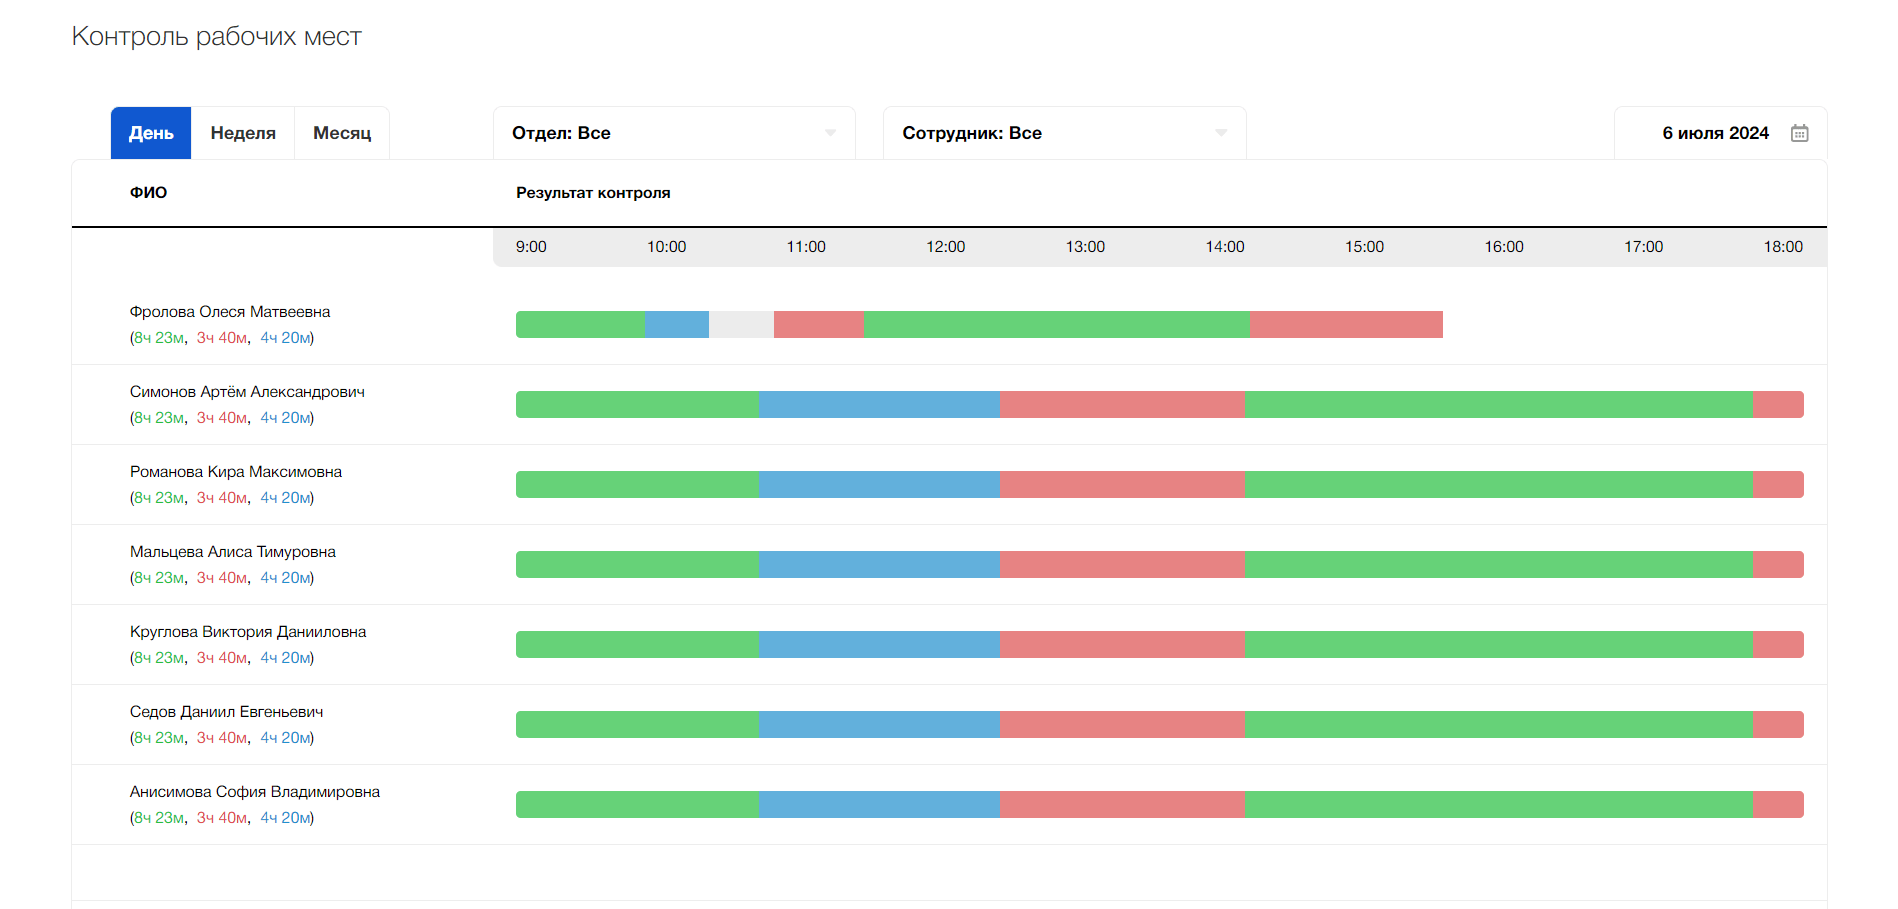 Контроль рабочих мест
День Неделя Месяц Отдел: Все Сотрудник: Все 6 июля 2024
ФИО Результат контроля
9:00 10:00 11:00 12:00 13:00 14:00 15:00 16:00 17:00 18:00
Фролова Олеся Матвеевна
(8ч 23м, 3ч 40м, 4ч 20м)
Симонов Артём Александрович
(8ч 23м, 3ч 40м, 4ч 20м)
Романова Кира Максимовна
(8ч 23м, 3ч 40м, 4ч 20м)
Мальцева Алиса Тимуровна
(8ч 23м, 3ч 40м, 4ч 20м)
Круглова Виктория Данииловна
(8ч 23м, 3ч 40м, 4ч 20м)
Седов Даниил Евгеньевич
(8ч 23м, 3ч 40м, 4ч 20м)
Анисимова София Владимировна
(8ч 23м, 3ч 40м, 4ч 20м)